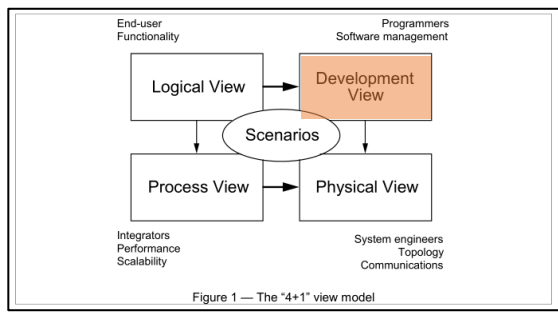 End-user
Functionality
Programmers
Software management
Logical View
Development
View
Scenarios
Process View
Physical View
Integrators
Performance
Scalability
System engineers
Topology
Communications
Figure 1 — The “4+1” view model